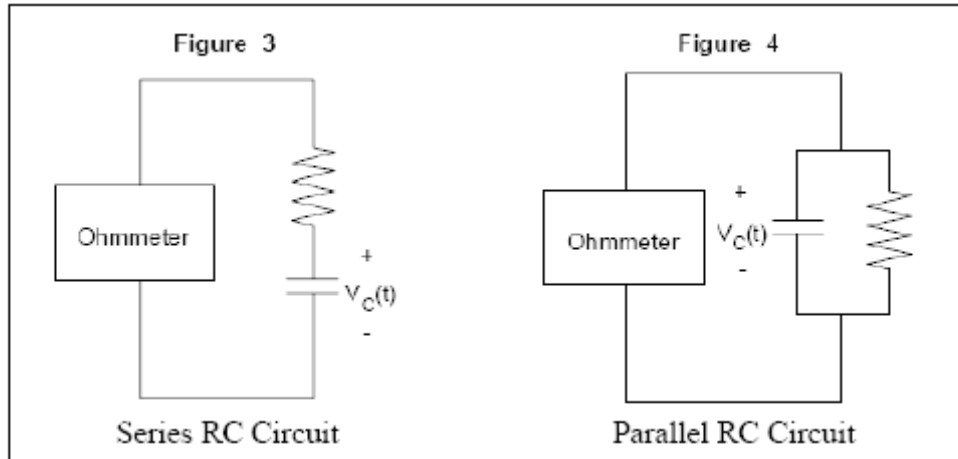 Figure 3
Ohmmeter
+
V_C(t)
-
Series RC Circuit
Figure 4
Ohmmeter
+
V_C(t)
-
Parallel RC Circuit